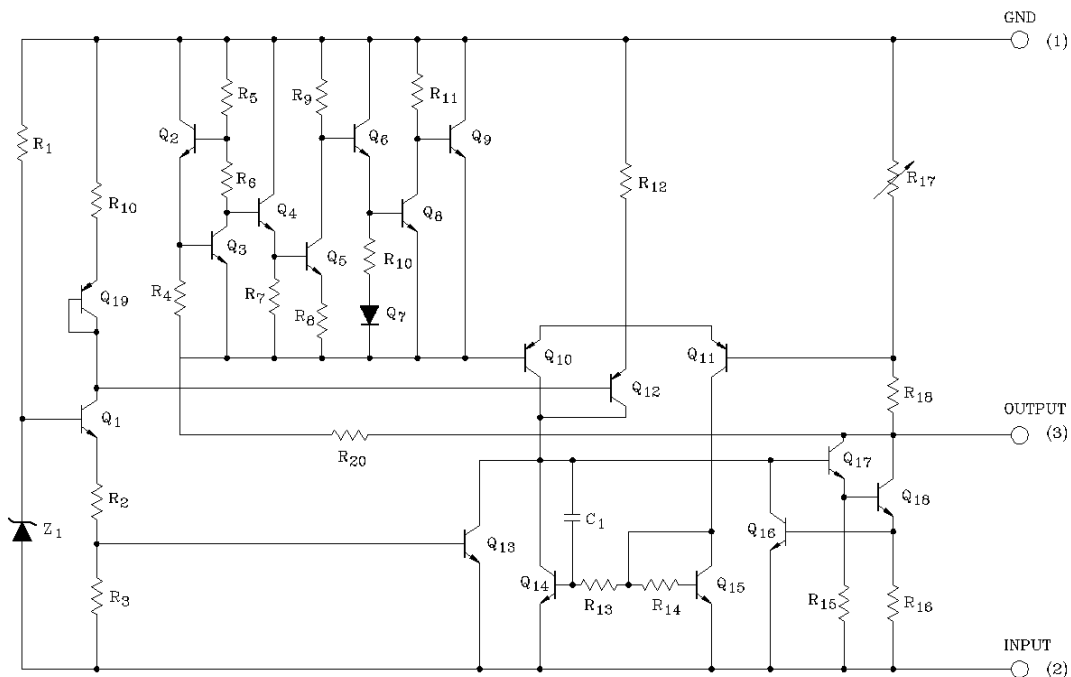 GND
(1)
R5
R9
R11
Q2
Q6
Q9
R1
R6
R12
R17
R10
Q4
Q8
Q3
Q5
R10
R4
R7
R8
Q7
Q19
Q10
Q11
Q12
R18
OUTPUT
(3)
Q1
R20
Q17
R2
Q18
C1
Q16
Z1
Q13
Q14
Q15
R3
R13
R14
R15
R16
INPUT
(2)